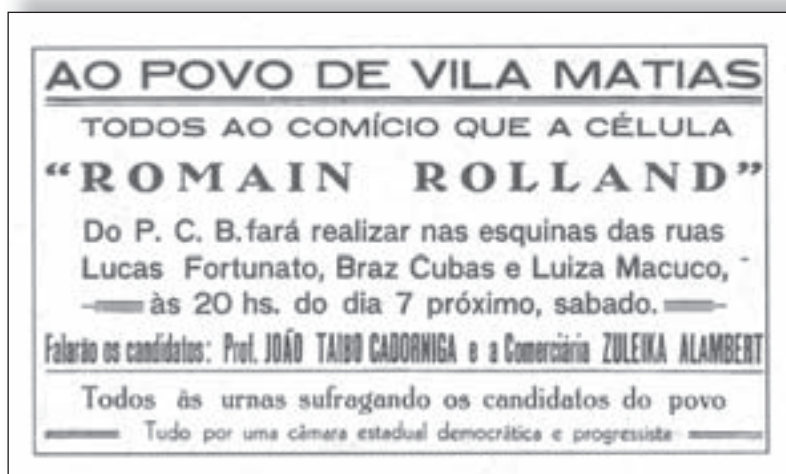 AO POVO DE VILA MATIAS
TODOS AO COMÍCIO QUE A CÉLULA
“ROMAIN ROLLAND”
Do P. C. B. fará realizar nas esquinas das ruas
Lucas Fortunato, Braz Cubas e Luiza Macuco,
às 20 hs. do dia 7 próximo, sabado.
Falarão os candidatos: Prof. JOÃO TAIBO CADORNIGA e a Comerciária ZULEIKA ALAMBERT
Todos às urnas sufragando os candidatos do povo
Tudo por uma câmara estadual democrática e progressista